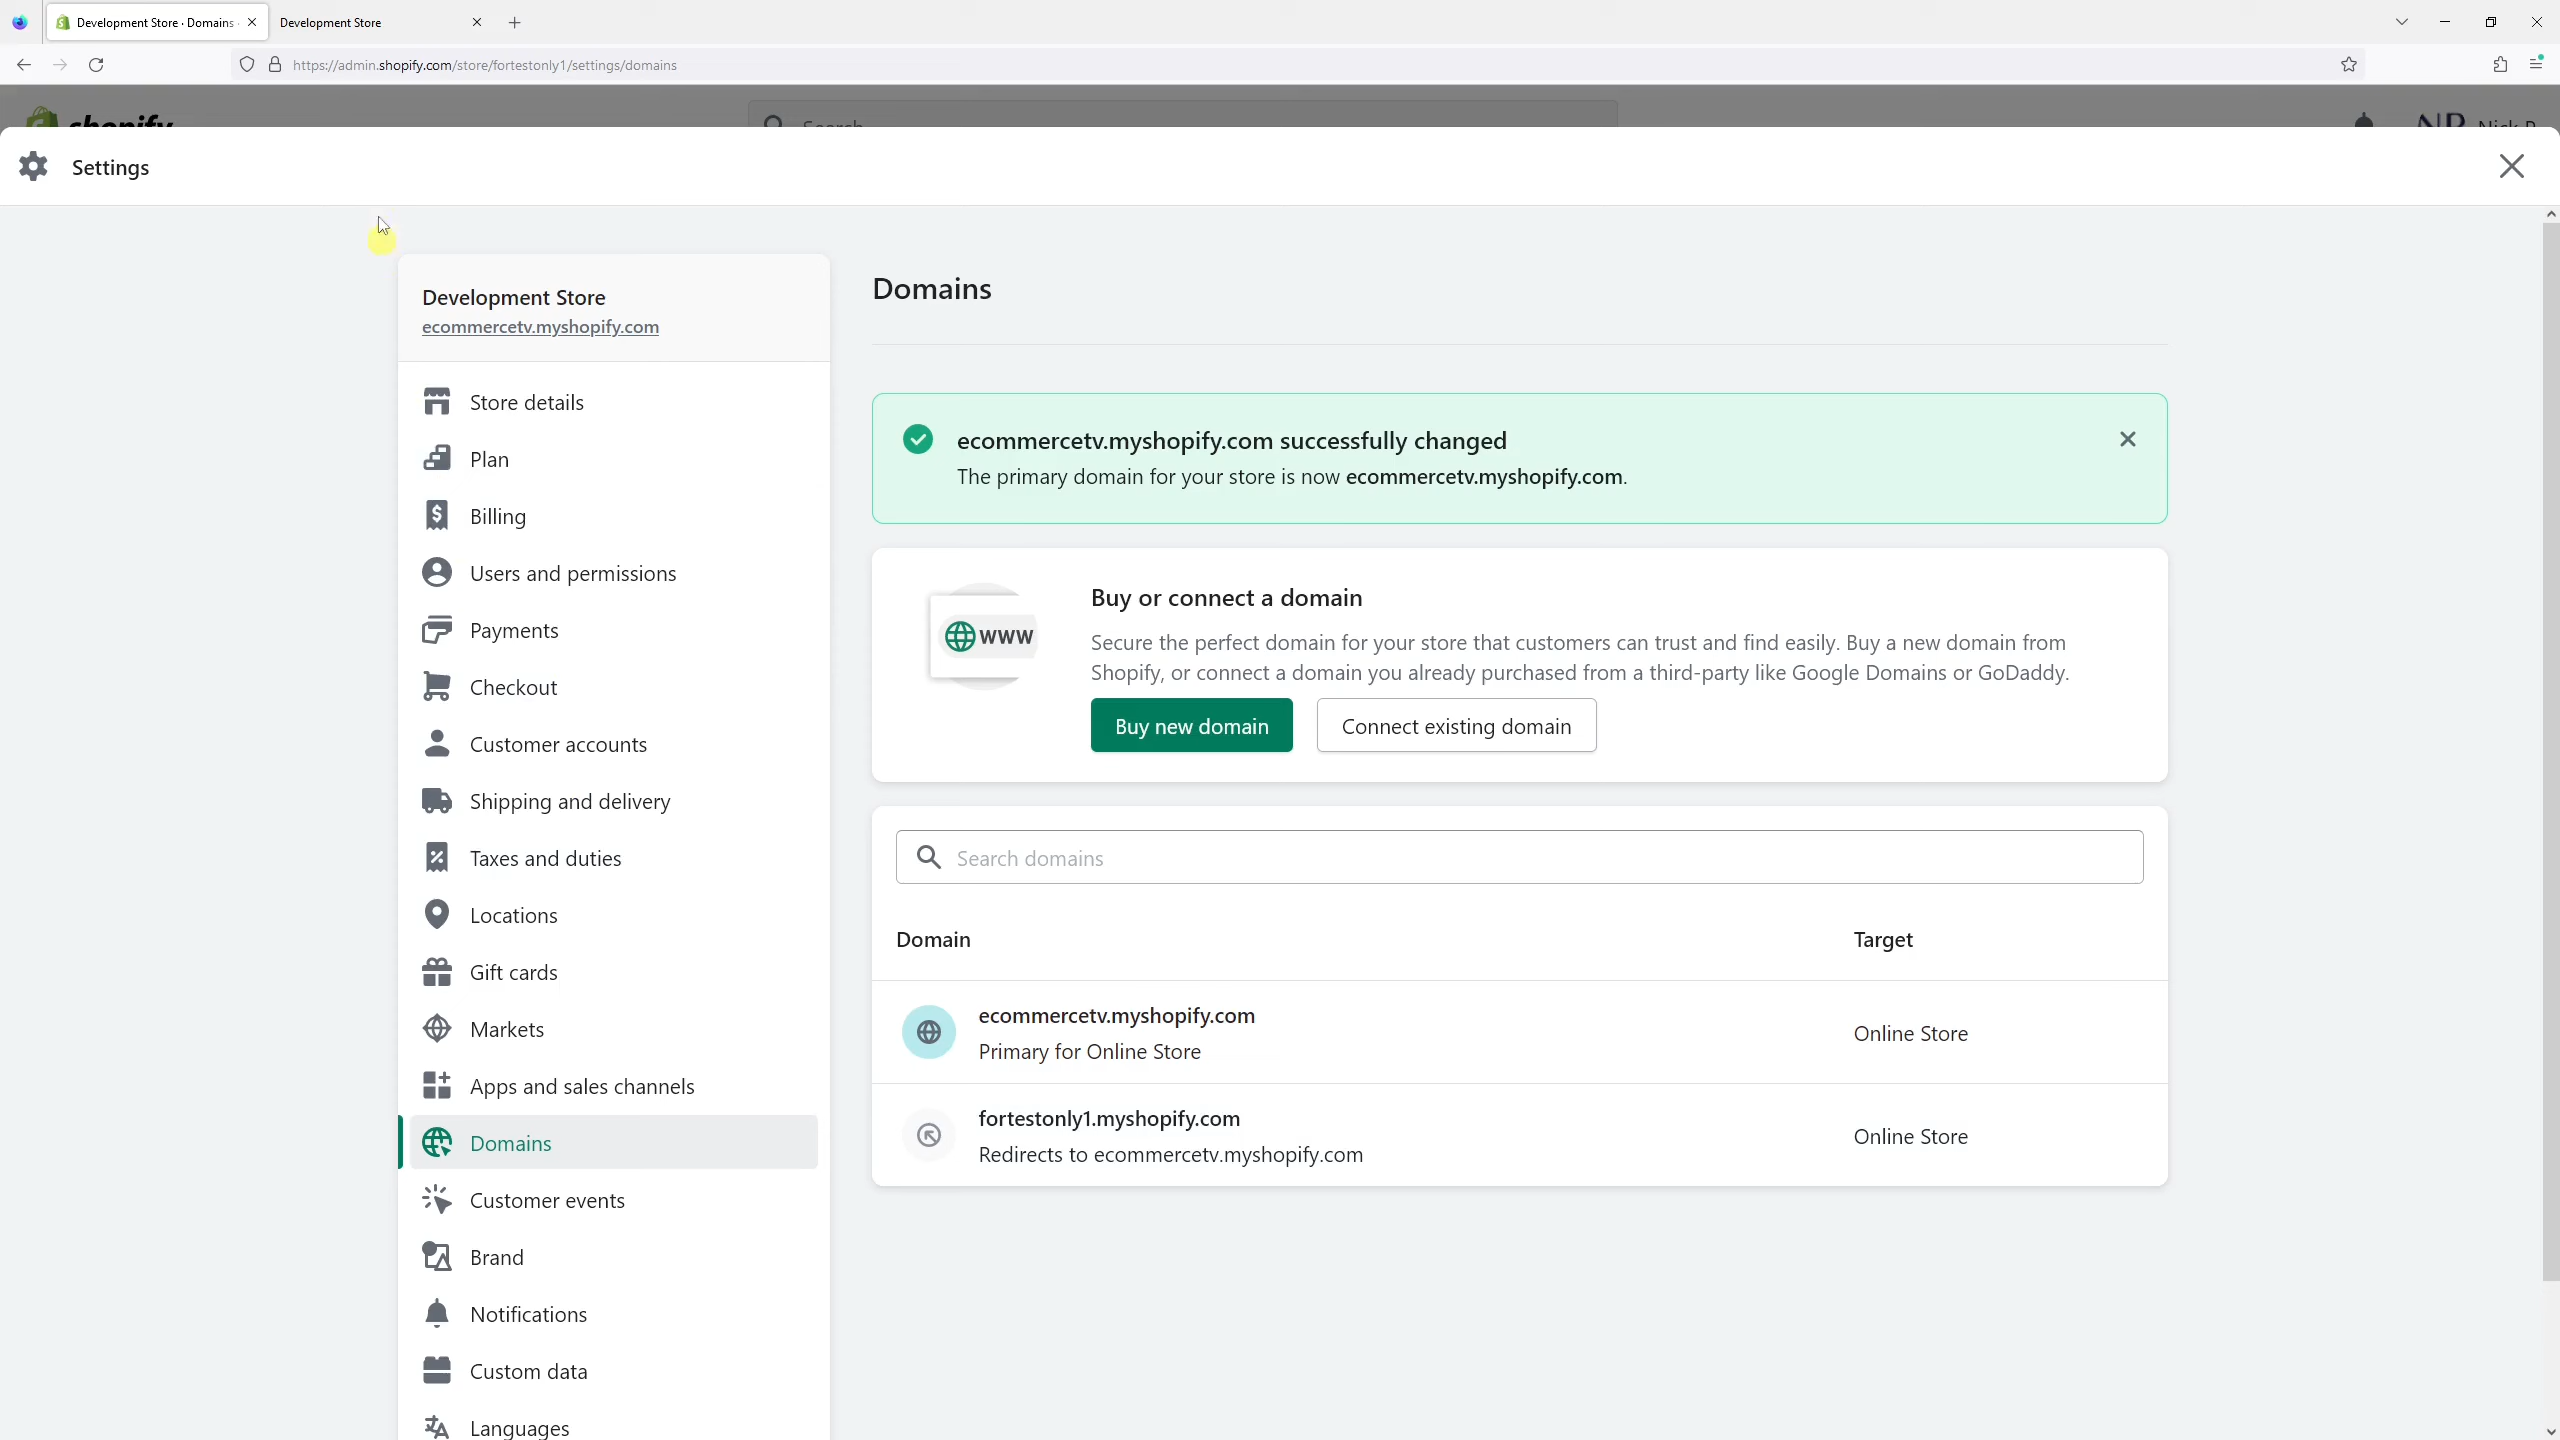 Development Store · Domains
Development Store
https://admin.shopify.com/store/fortestonly1/settings/domains
shopify
Search
NP
Nick P
Settings
Development Store
ecommercetv.myshopify.com
Store details
Plan
Billing
Users and permissions
Payments
Checkout
Customer accounts
Shipping and delivery
Taxes and duties
Locations
Gift cards
Markets
Apps and sales channels
Domains
Customer events
Brand
Notifications
Custom data
Languages
Domains
ecommercetv.myshopify.com successfully changed
The primary domain for your store is now ecommercetv.myshopify.com.
WWW
Buy or connect a domain
Secure the perfect domain for your store that customers can trust and find easily. Buy a new domain from
Shopify, or connect a domain you already purchased from a third-party like Google Domains or GoDaddy.
Buy new domain
Connect existing domain
Search domains
Domain
Target
ecommercetv.myshopify.com
Primary for Online Store
Online Store
fortestonly1.myshopify.com
Redirects to ecommercetv.myshopify.com
Online Store